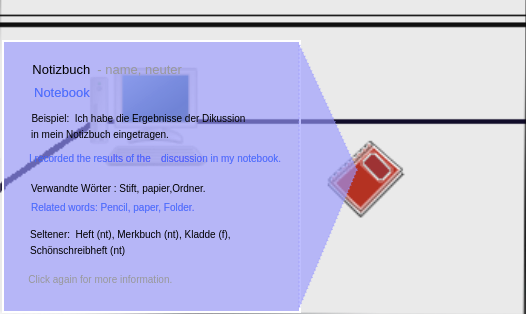 Notizbuch - name, neuter
Notebook
Beispiel: Ich habe die Ergebnisse der Dikussion
in mein Notizbuch eingetragen.
I recorded the results of the discussion in my notebook.
Verwandte Wörter : Stift, papier,Ordner.
Related words: Pencil, paper, Folder.
Seltener: Heft (nt), Merkbuch (nt), Kladde (f),
Schönschreibheft (nt)
Click again for more information.